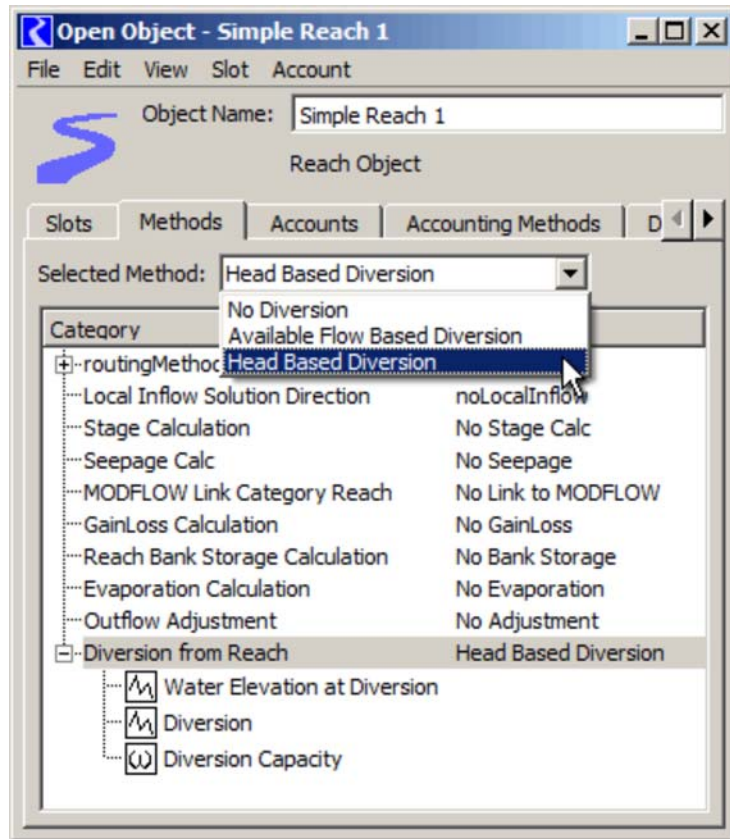 Open Object - Simple Reach 1
File Edit View Slot Account
Object Name: Simple Reach 1
Reach Object
Slots Methods Accounts Accounting Methods D
Selected Method: Head Based Diversion
No Diversion
Available Flow Based Diversion
Head Based Diversion
Category
routingMethod
Local Inflow Solution Direction noLocalInflow
Stage Calculation No Stage Calc
Seepage Calc No Seepage
MODFLOW Link Category Reach No Link to MODFLOW
GainLoss Calculation No GainLoss
Reach Bank Storage Calculation No Bank Storage
Evaporation Calculation No Evaporation
Outflow Adjustment No Adjustment
Diversion from Reach Head Based Diversion
Water Elevation at Diversion
Diversion
Diversion Capacity